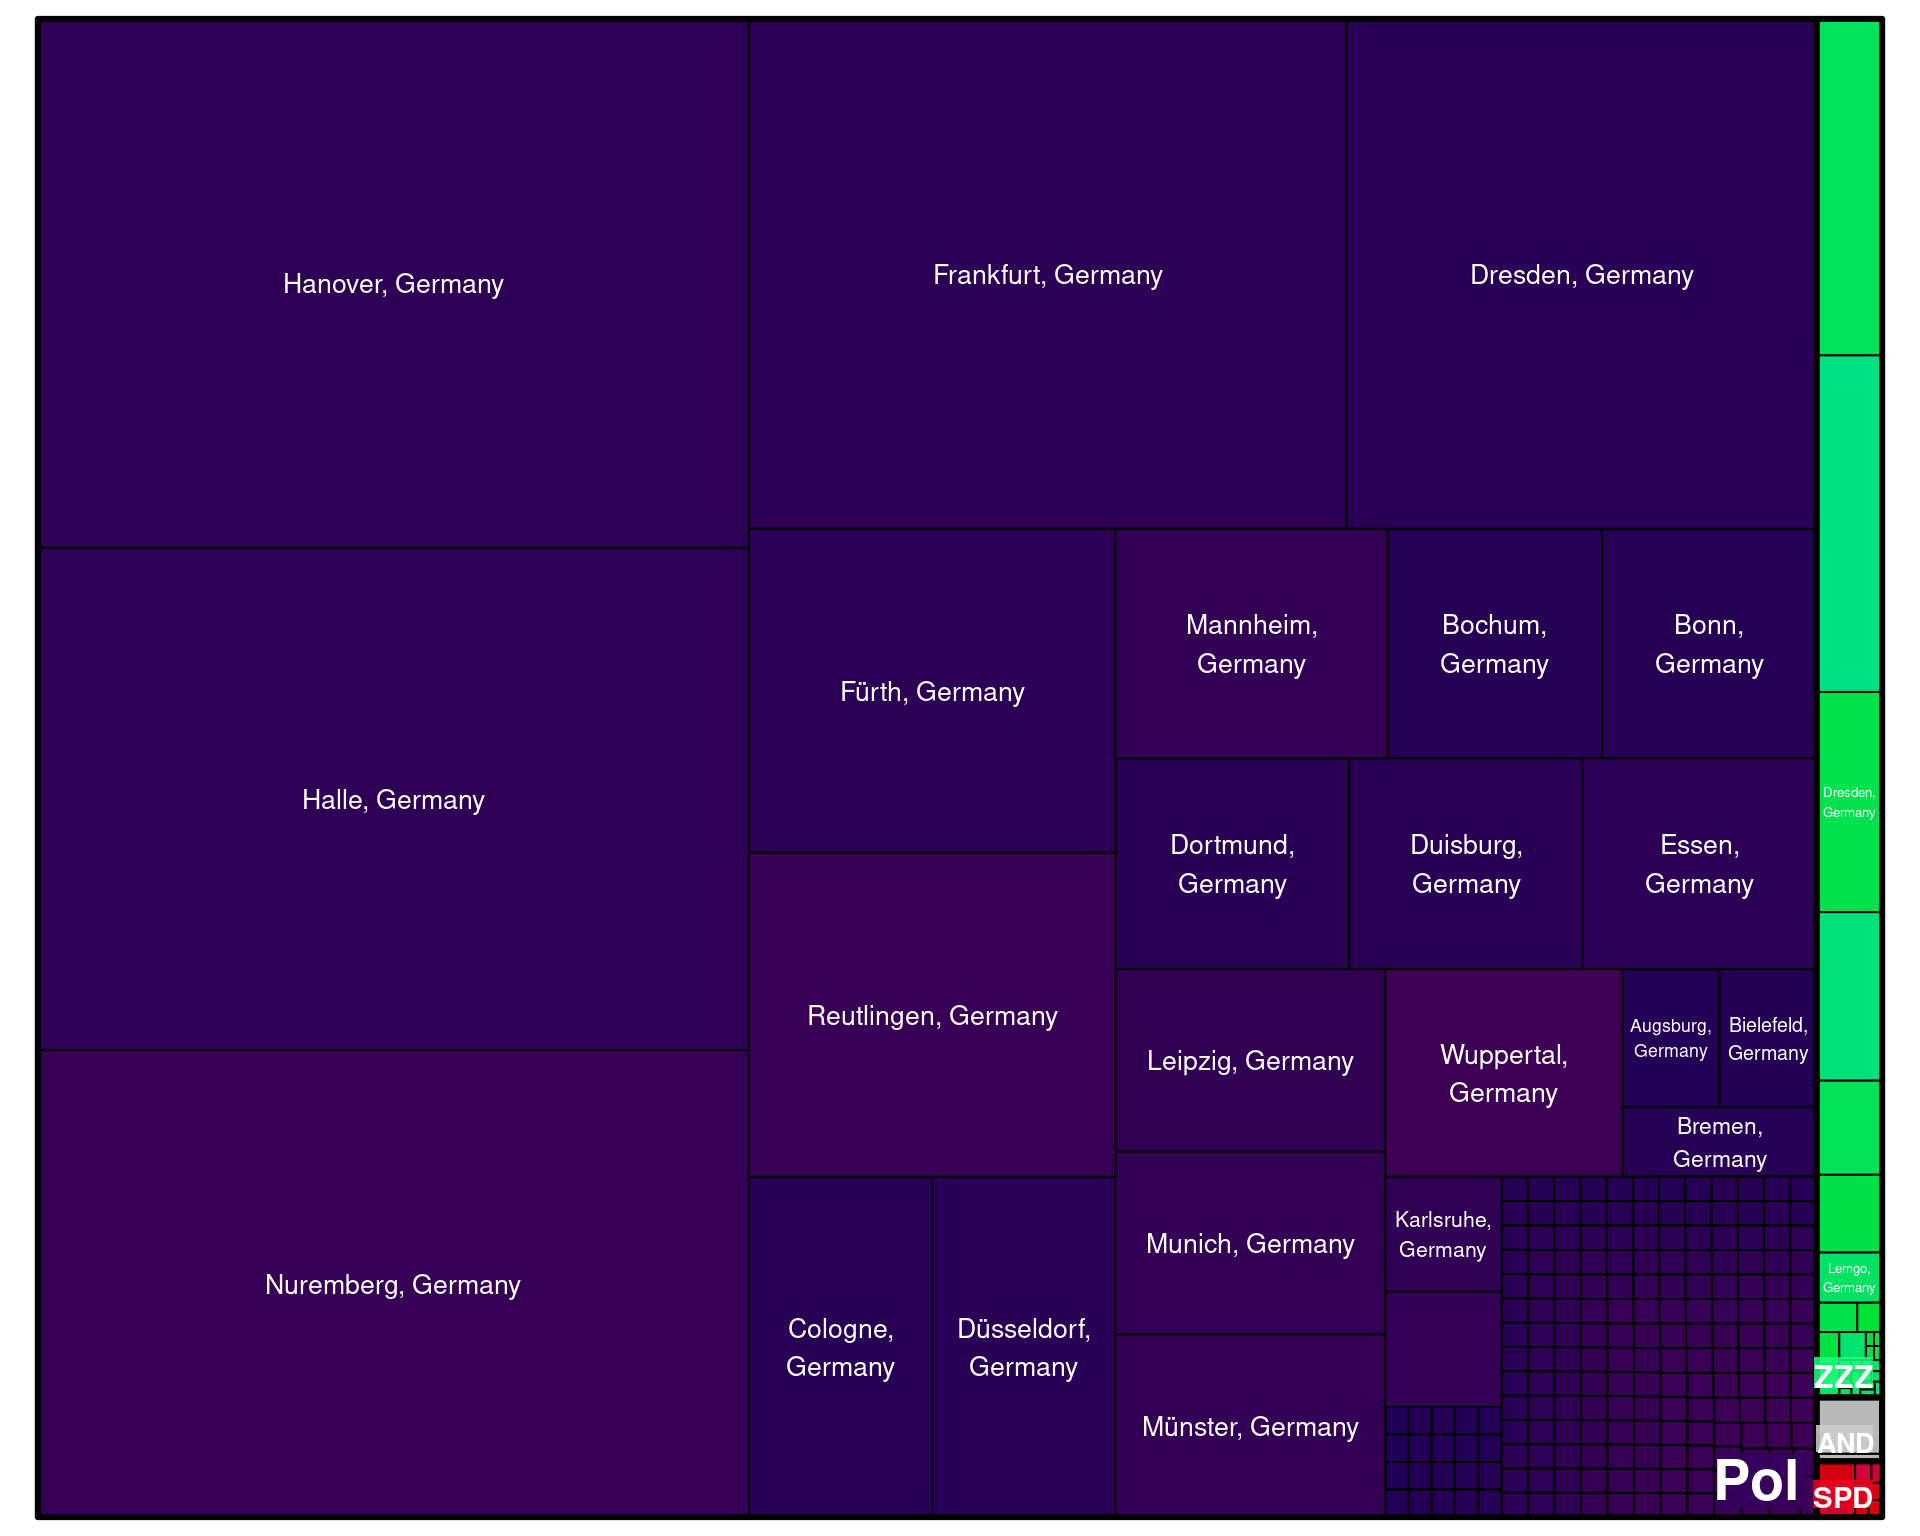 Hanover, Germany
Frankfurt, Germany
Dresden, Germany
Halle, Germany
Nuremberg, Germany
Fürth, Germany
Reutlingen, Germany
Cologne,
Germany
Düsseldorf,
Germany
Mannheim,
Germany
Bochum,
Germany
Bonn,
Germany
Dortmund,
Germany
Duisburg,
Germany
Essen,
Germany
Leipzig, Germany
Munich, Germany
Münster, Germany
Wuppertal,
Germany
Augsburg,
Germany
Bielefeld,
Germany
Bremen,
Germany
Karlsruhe,
Germany
Pol
Dresden,
Germany
Lemgo,
Germany
ZZZ
AND
SPD